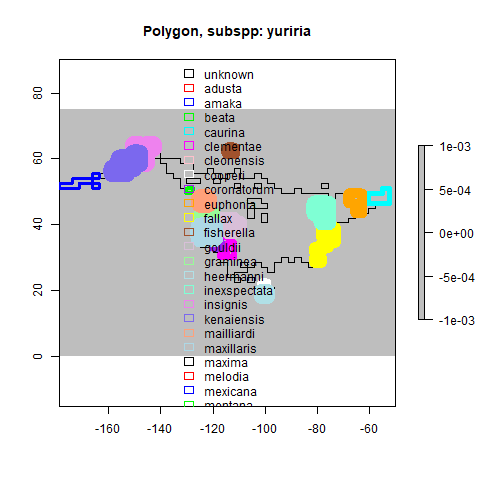 Polygon, subspp: yuriria
unknown
adusta
amaka
beata
caurina
clementae
cleonensis
cooperi
coronatorum
euphonia
fallax
fisherella
gouldii
graminea
heermanni
inexspectata
insignis
kenaiensis
mailliardi
maxillaris
maxima
melodia
mexicana
montana
80
60
40
20
0
-160
-140
-120
-100
-80
-60
1e-03
5e-04
0e+00
-5e-04
-1e-03